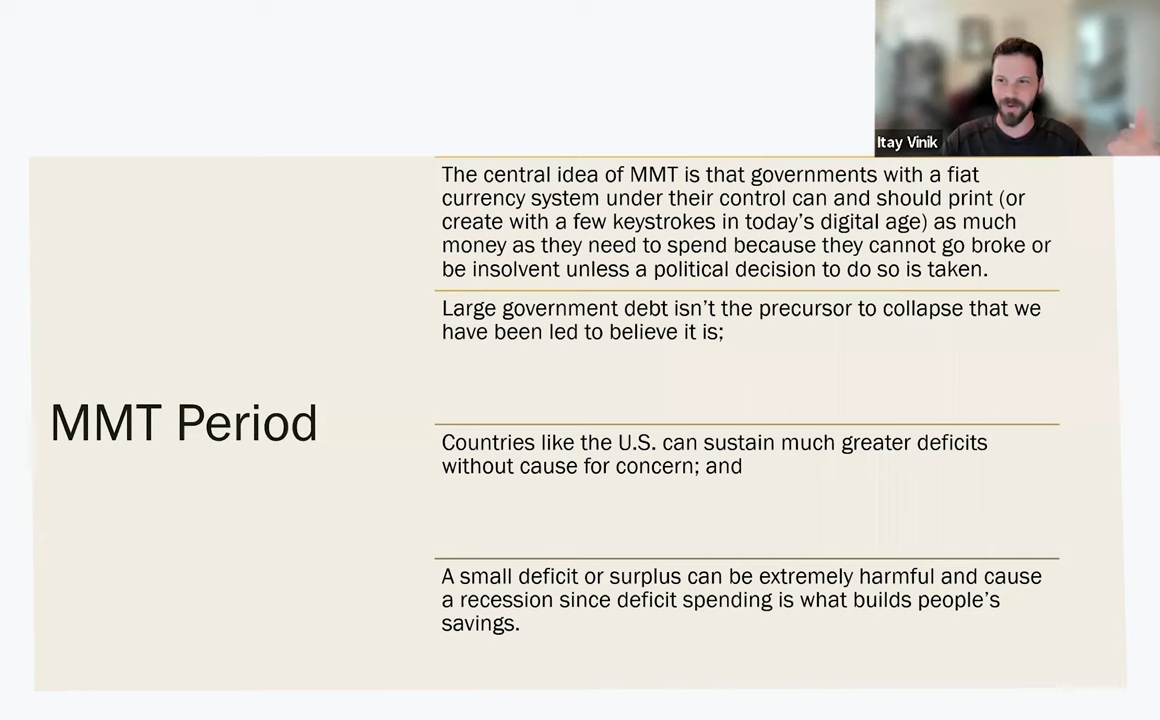 Itay Vinik
The central idea of MMT is that governments with a fiat
currency system under their control can and should print (or
create with a few keystrokes in today’s digital age) as much
money as they need to spend because they cannot go broke or
be insolvent unless a political decision to do so is taken.
Large government debt isn’t the precursor to collapse that we
have been led to believe it is;
MMT Period
Countries like the U.S. can sustain much greater deficits
without cause for concern; and
A small deficit or surplus can be extremely harmful and cause
a recession since deficit spending is what builds people’s
savings.